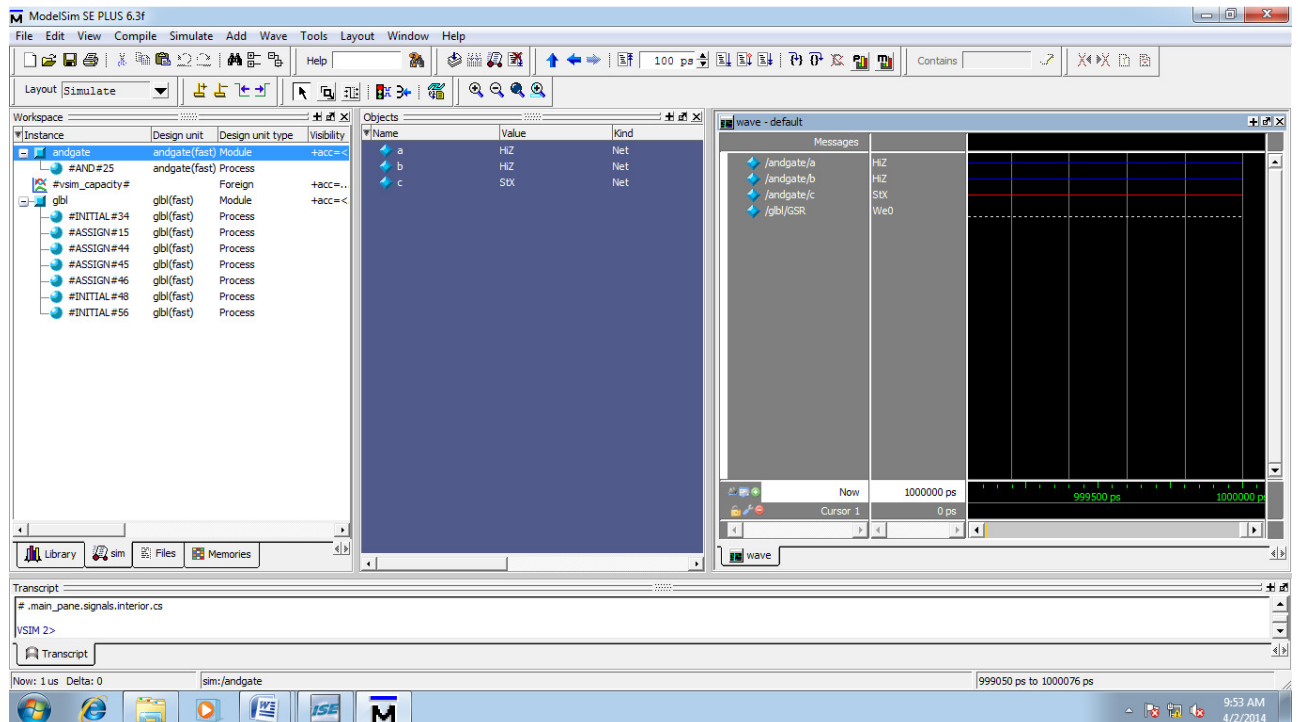 ModelSim SE PLUS 6.3f
File Edit View Compile Simulate Add Wave Tools Layout Window Help
Help 100 ps Contains
Layout Simulate
Workspace
Instance Design unit Design unit type Visibility
andgate andgate(fast) Module +acc=<
#AND#25 andgate(fast) Process
#vsim_capacity# Foreign +acc=..
glbl glbl(fast) Module +acc=<
#INITIAL#34 glbl(fast) Process
#ASSIGN#15 glbl(fast) Process
#ASSIGN#44 glbl(fast) Process
#ASSIGN#45 glbl(fast) Process
#ASSIGN#46 glbl(fast) Process
#INITIAL#48 glbl(fast) Process
#INITIAL#56 glbl(fast) Process
Library sim Files Memories
Objects
Name Value Kind
a HiZ Net
b HiZ Net
c StX Net
wave - default
Messages
/andgate/a HiZ
/andgate/b HiZ
/andgate/c StX
/glbl/GSR We0
Now 1000000 ps 999500 ps 1000000 ps
Cursor 1 0 ps
wave
Transcript
# .main_pane.signals.interior.cs
VSIM 2>
Transcript
Now: 1 us Delta: 0 sim:/andgate 999050 ps to 1000076 ps
ISE M
9:53 AM
4/2/2014